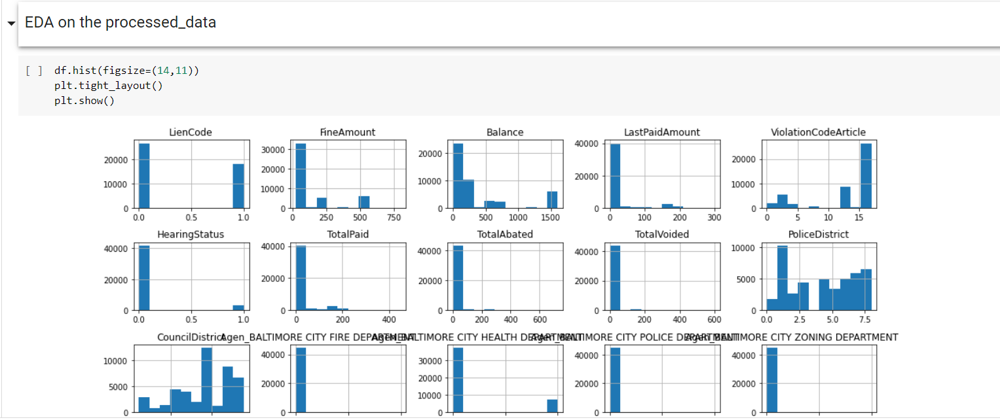 EDA on the processed_data
[ ] df.hist(figsize=(14,11))
plt.tight_layout()
plt.show()
LienCode FineAmount Balance LastPaidAmount ViolationCodeArticle
20000 30000 20000 40000 20000
10000 20000 10000 20000 10000
10000
0 0 0 0 0
0.0 0.5 1.0 0 250 500 750 0 500 1000 1500 0 100 200 300 0 5 10 15
HearingStatus TotalPaid TotalAbated TotalVoided PoliceDistrict
40000 40000 40000 40000 10000
20000 20000 20000 20000 5000
0 0 0 0 0
0.0 0.5 1.0 0 200 400 0 200 400 600 0 200 400 600 0.0 2.5 5.0 7.5
CouncilDistrict Agen_BALTIMORE CITY FIRE DEPARTMENT Agen_BALTIMORE CITY HEALTH DEPARTMENT Agen_BALTIMORE CITY POLICE DEPARTMENT Agen_BALTIMORE CITY ZONING DEPARTMENT
10000 40000 30000 40000 40000
5000 20000 20000 20000 20000
10000
0 0 0 0 0